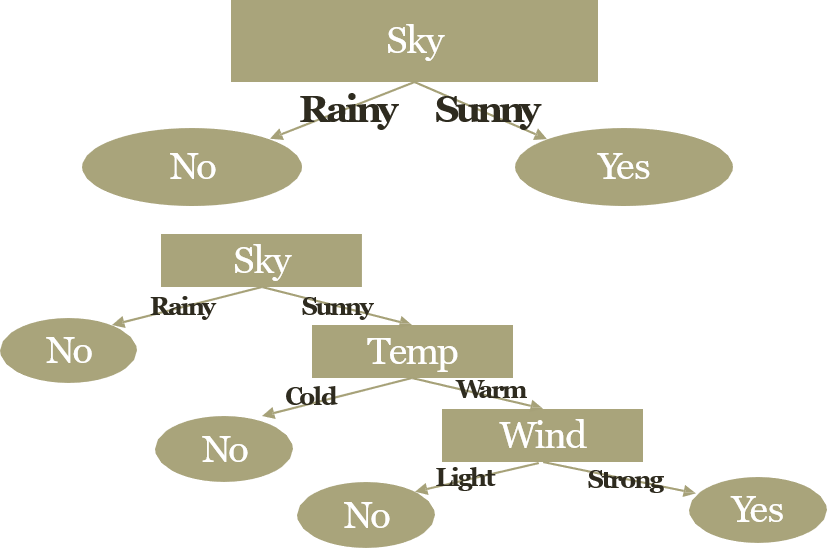 Sky
Rainy Sunny
No Yes
Sky
Rainy Sunny
No
Temp
Cold Warm
No
Wind
Light Strong
No Yes